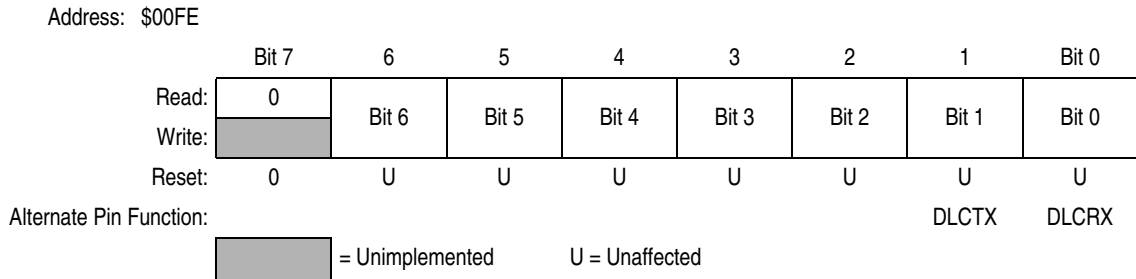 Address: $00FE
Bit 7 6 5 4 3 2 1 Bit 0
Read: 0 Bit 6 Bit 5 Bit 4 Bit 3 Bit 2 Bit 1 Bit 0
Write:
Reset: 0 U U U U U U U
Alternate Pin Function: DLCTX DLCRX
= Unimplemented U = Unaffected